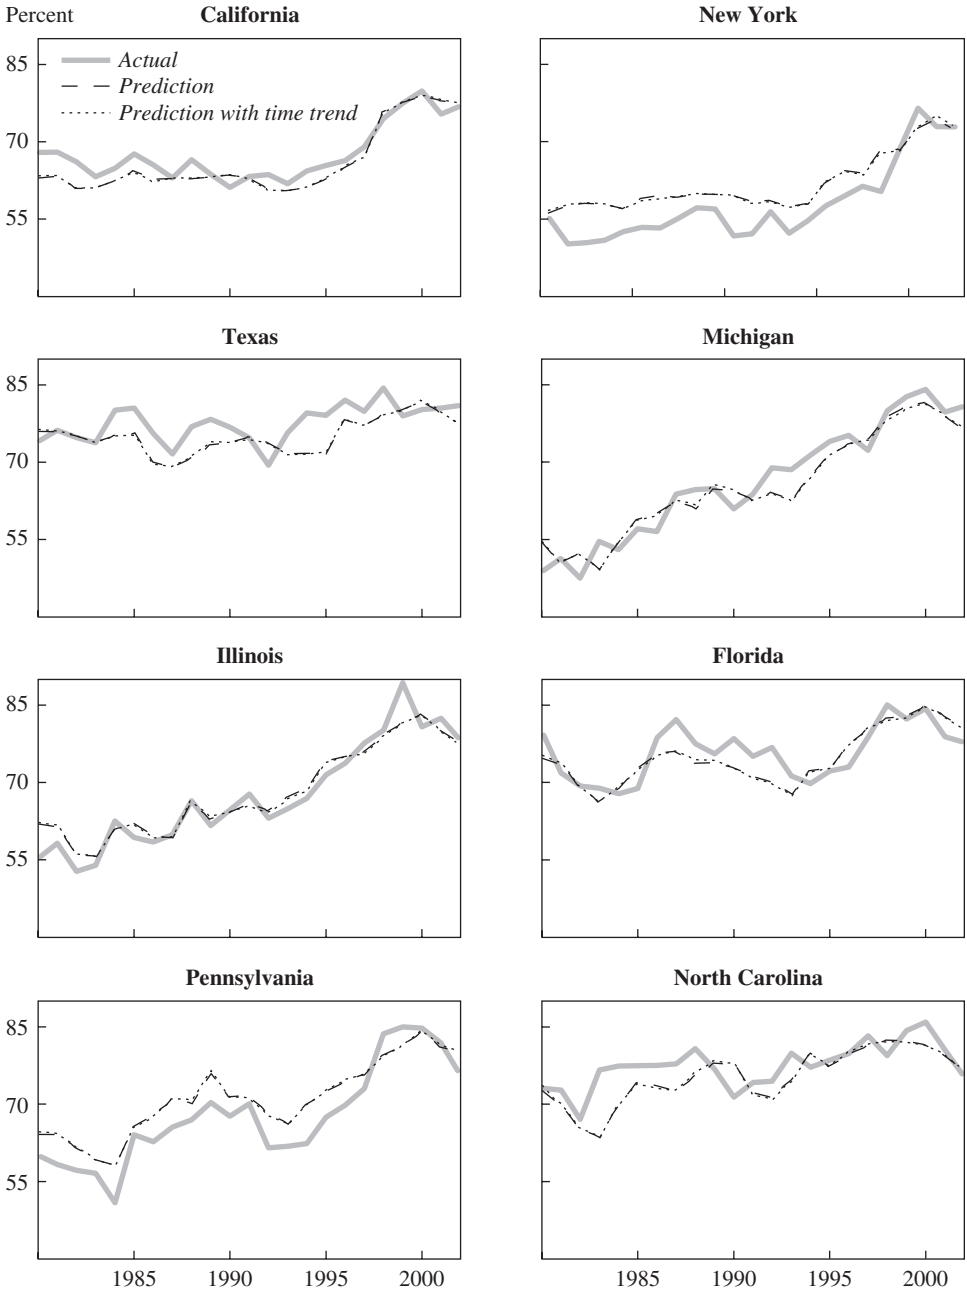 Percent California New York
85
Actual
Prediction
Prediction with time trend
70
55
Texas Michigan
85
70
55
Illinois Florida
85
70
55
Pennsylvania North Carolina
85
70
55
1985 1990 1995 2000 1985 1990 1995 2000